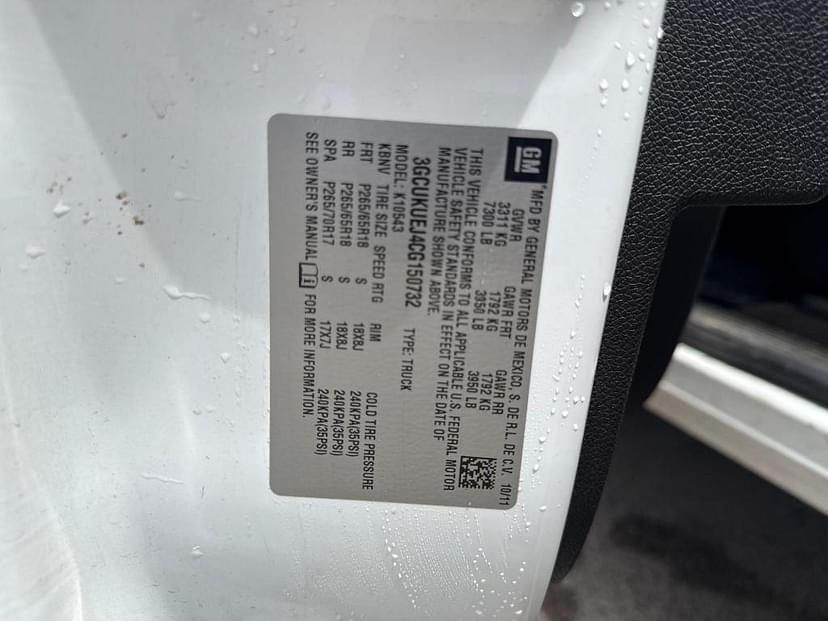 GM
*MFD BY GENERAL MOTORS DE MEXICO, S. DE R.L. DE C.V. 10/11
GVWR GAWR FRT GAWR RR
3311 KG 1792 KG 1792 KG
7300 LB 3950 LB 3950 LB
THIS VEHICLE CONFORMS TO ALL APPLICABLE U.S. FEDERAL MOTOR
VEHICLE SAFETY STANDARDS IN EFFECT ON THE DATE OF
MANUFACTURE SHOWN ABOVE.
3GCUKUEJ4CG150732 TYPE: TRUCK
MODEL: K10543
KBNV TIRE SIZE SPEED RTG RIM COLD TIRE PRESSURE
FRT P265/65R18 S 18X8J 240KPA(35PSI)
RR P265/65R18 S 18X8J 240KPA(35PSI)
SPA P265/70R17 S 17X7J 240KPA(35PSI)
SEE OWNER'S MANUAL FOR MORE INFORMATION.